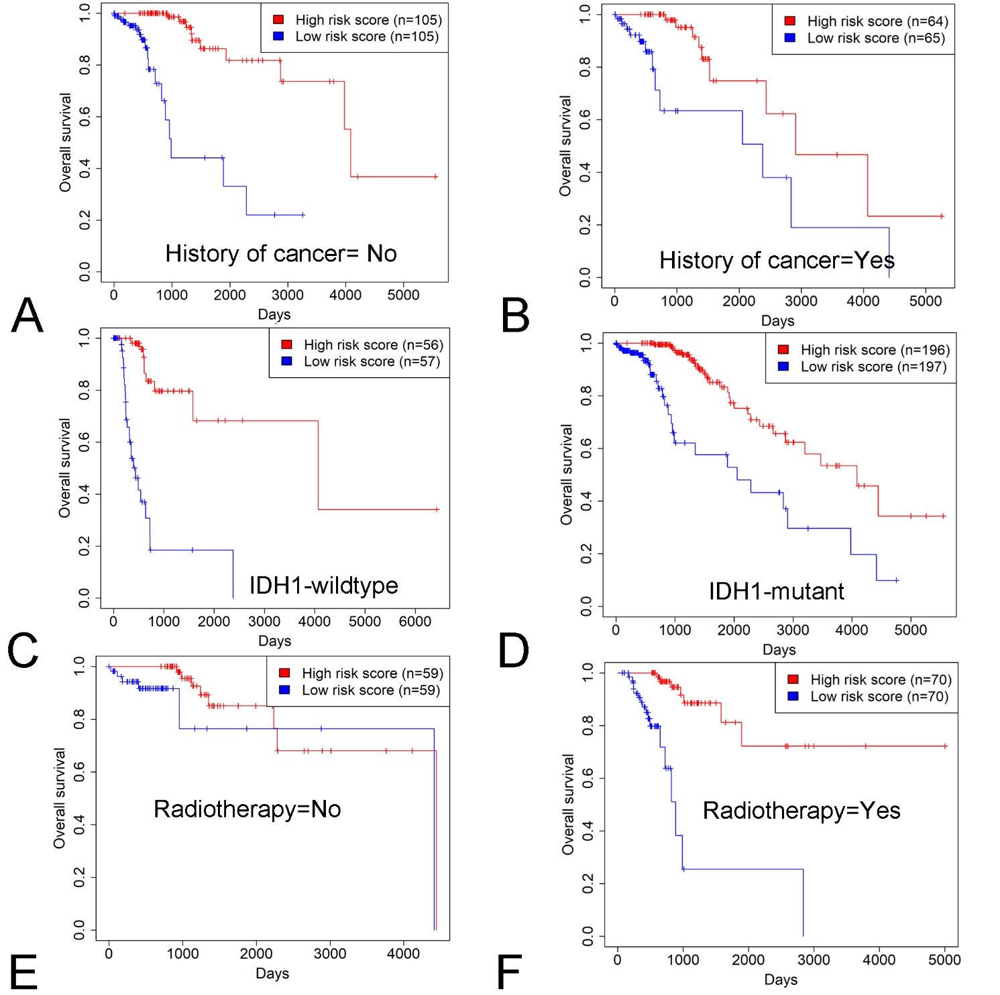 High risk score (n=105)
Low risk score (n=105)
Overall survival
0.0 0.2 0.4 0.6 0.8 1.0
History of cancer= No
0 1000 2000 3000 4000 5000
Days
A
High risk score (n=64)
Low risk score (n=65)
Overall survival
0.0 0.2 0.4 0.6 0.8 1.0
History of cancer=Yes
0 1000 2000 3000 4000 5000
Days
B
High risk score (n=56)
Low risk score (n=57)
Overall survival
0.0 0.2 0.4 0.6 0.8 1.0
IDH1-wildtype
0 1000 2000 3000 4000 5000 6000
Days
C
High risk score (n=196)
Low risk score (n=197)
Overall survival
0.0 0.2 0.4 0.6 0.8 1.0
IDH1-mutant
0 1000 2000 3000 4000 5000
Days
D
High risk score (n=59)
Low risk score (n=59)
Overall survival
0.0 0.2 0.4 0.6 0.8 1.0
Radiotherapy=No
0 1000 2000 3000 4000
Days
E
High risk score (n=70)
Low risk score (n=70)
Overall survival
0.0 0.2 0.4 0.6 0.8 1.0
Radiotherapy=Yes
0 1000 2000 3000 4000 5000
Days
F